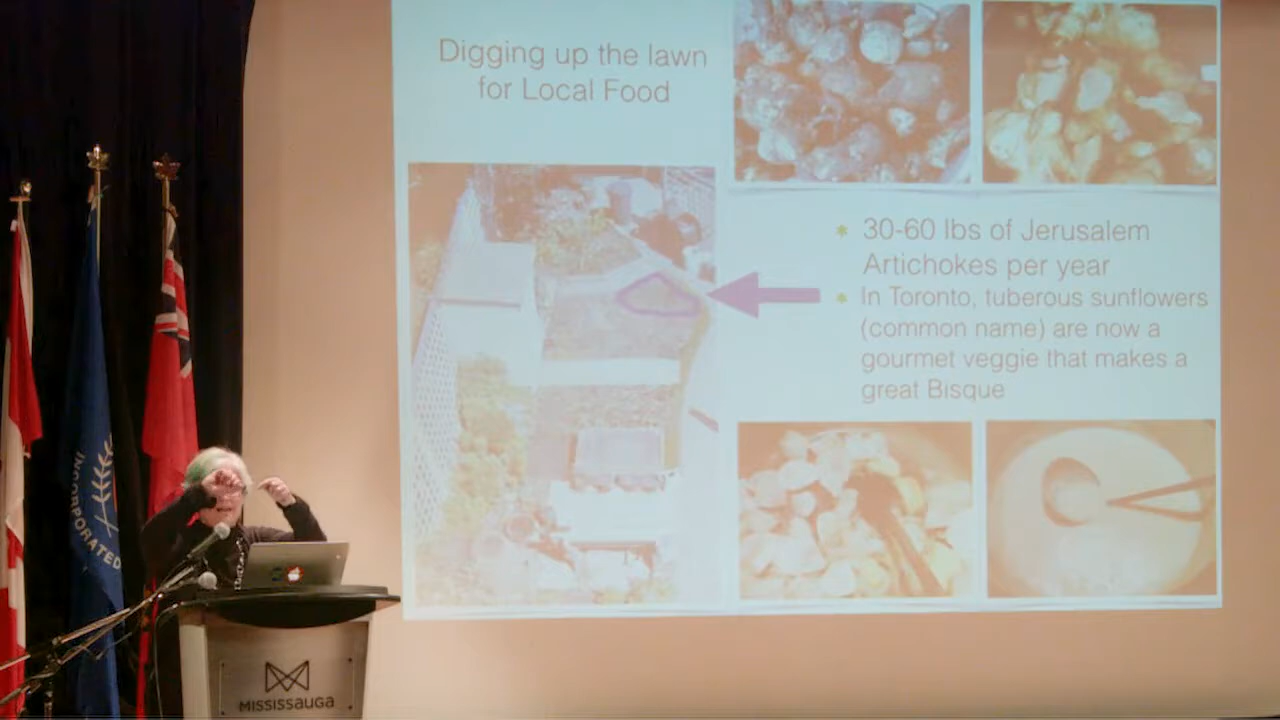 Digging up the lawn
for Local Food
* 30-60 lbs of Jerusalem
Artichokes per year
* In Toronto, tuberous sunflowers
(common name) are now a
gourmet veggie that makes a
great Bisque
INCORPORATED
MISSISSAUGA